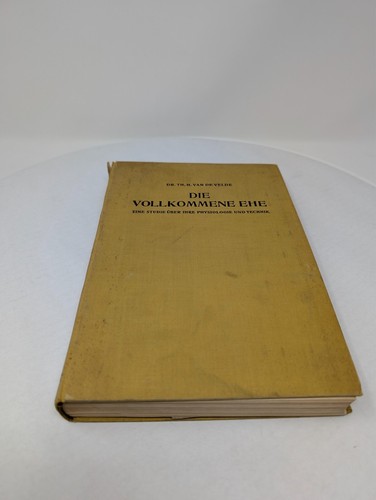 DR. TH. H. VAN DE VELDE
DIE
VOLLKOMMENE EHE
EINE STUDIE ÜBER IHRE PHYSIOLOGIE UND TECHNIK